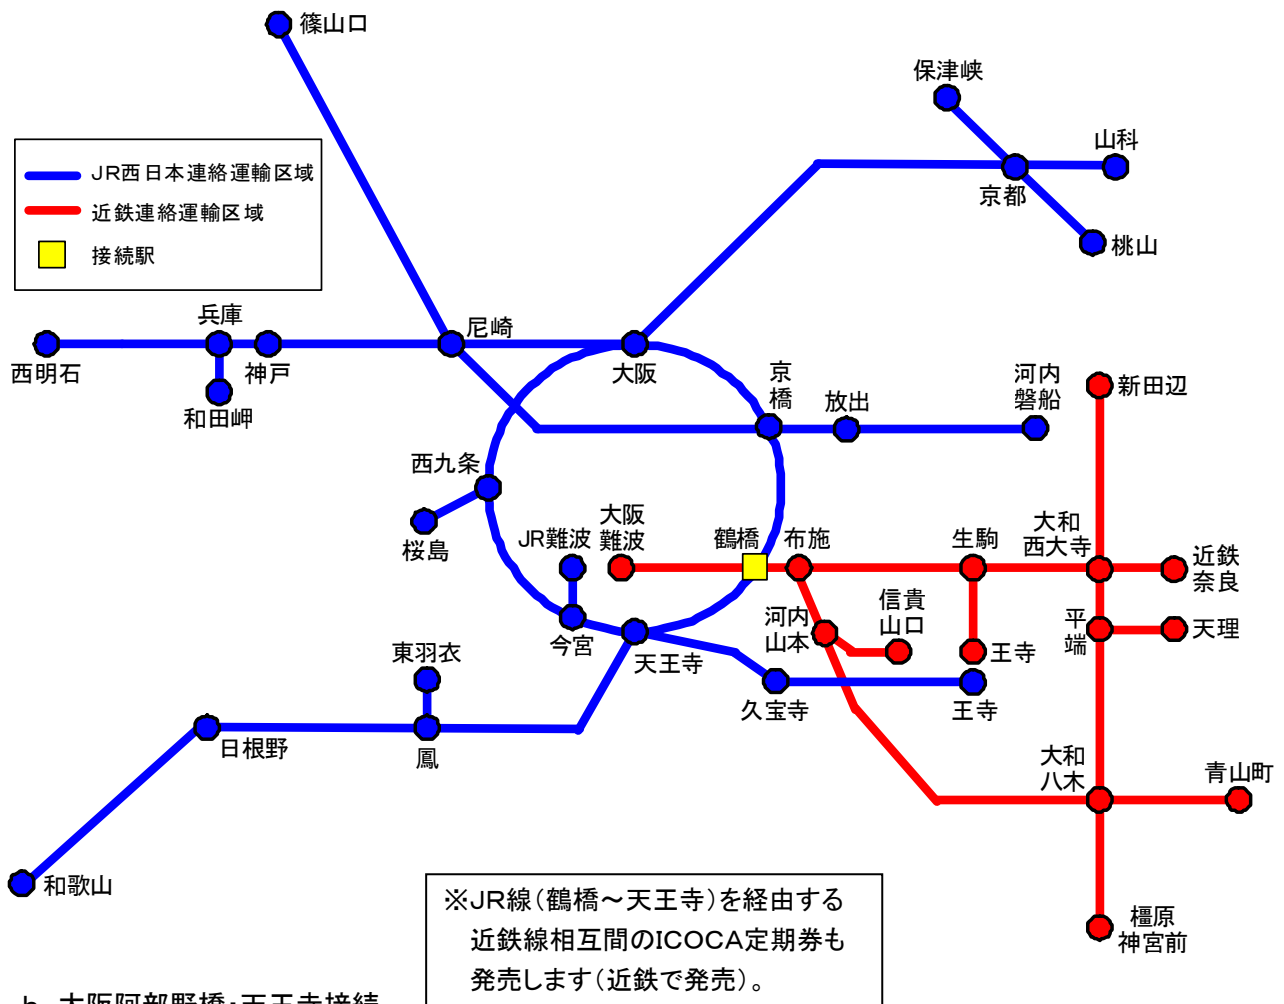 篠山口
保津峡
山科
京都
桃山
JR西日本連絡運輸区域
近鉄連絡運輸区域
接続駅
兵庫
尼崎
西明石
神戸
大阪
和田岬
京
橋
放出
河内
磐船
新田辺
西九条
桜島
JR難波
大阪
難波
鶴橋
布施
生駒
大和
西大寺
近鉄
奈良
今宮
河内
山本
信貴
山口
平
端
天理
天王寺
王寺
東羽衣
久宝寺
王寺
日根野
鳳
大和
八木
青山町
和歌山
橿原
神宮前
※JR線(鶴橋~天王寺)を経由する
近鉄線相互間のICOCA定期券も
発売します(近鉄で発売)。